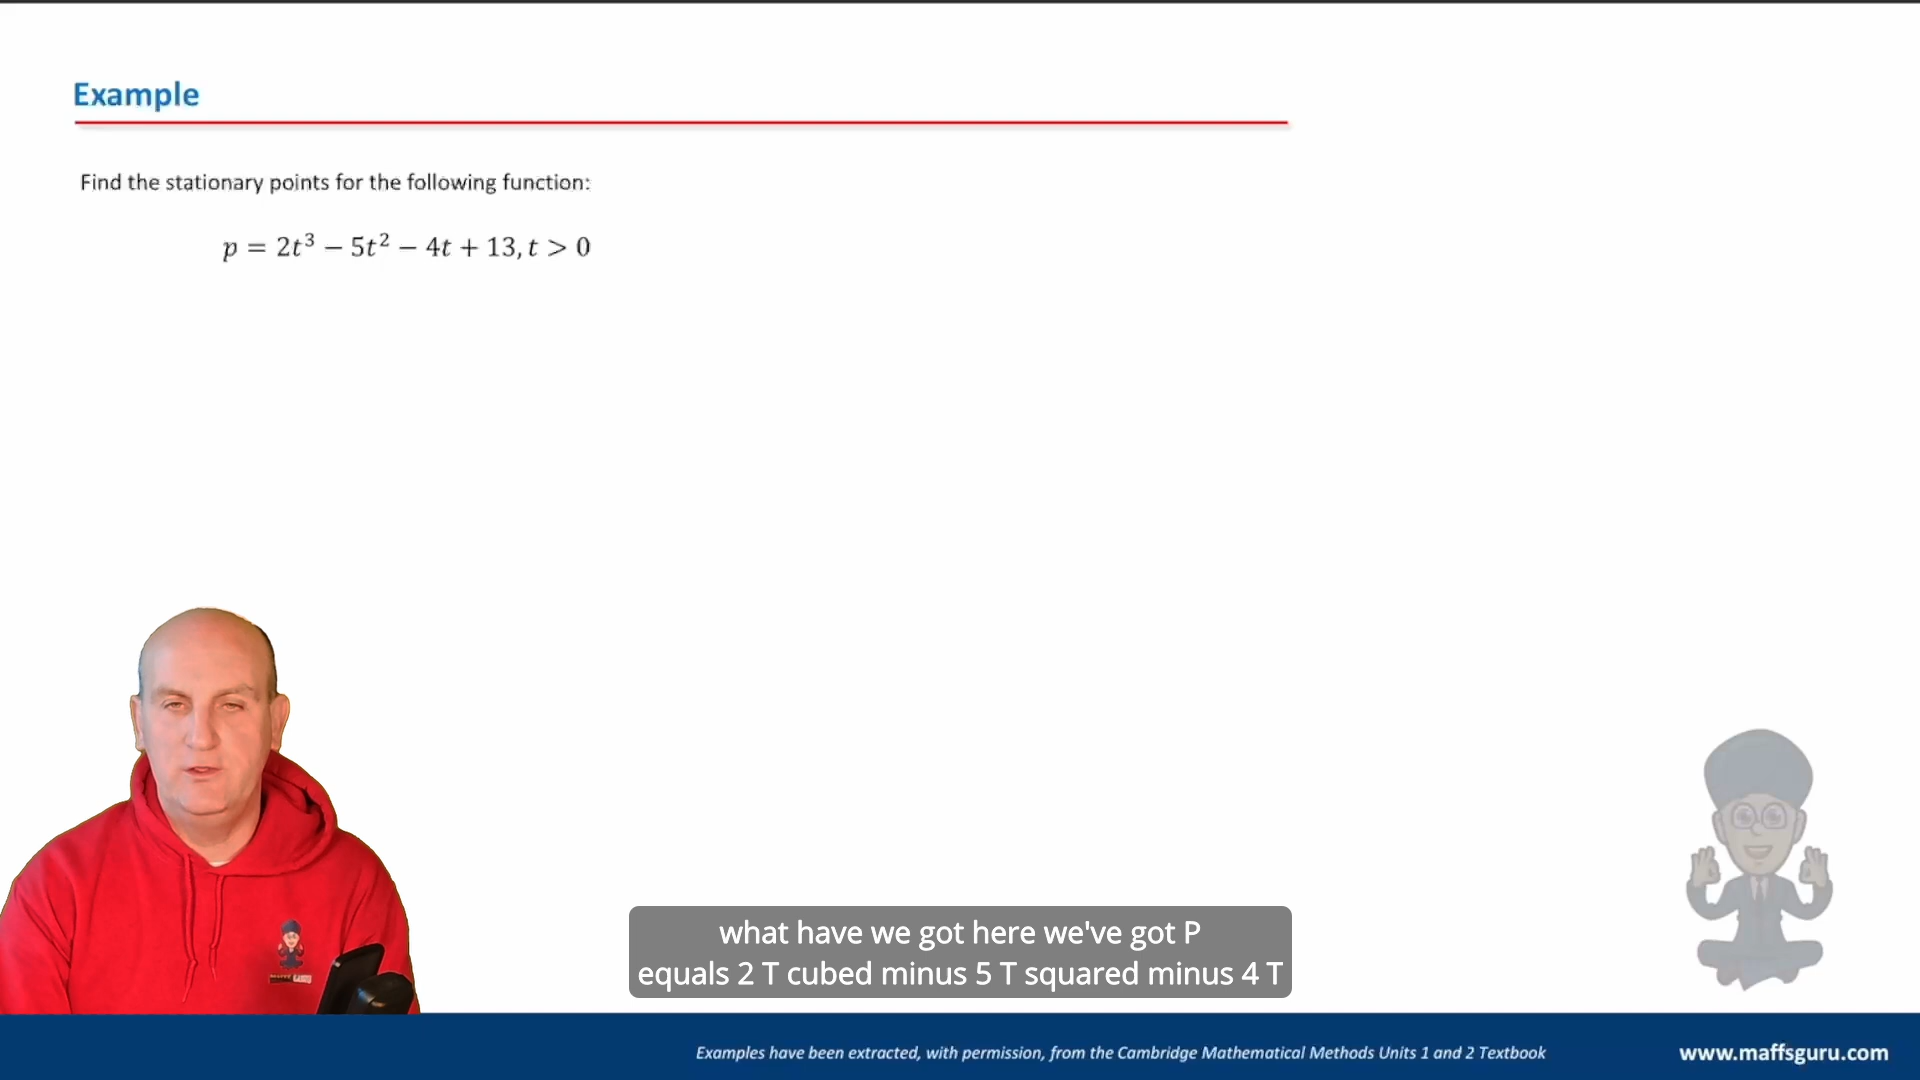 Example
Find the stationary points for the following function:
p = 2t³ − 5t² − 4t + 13, t > 0
what have we got here we've got P
equals 2 T cubed minus 5 T squared minus 4 T
Examples have been extracted, with permission, from the Cambridge Mathematical Methods Units 1 and 2 Textbook
www.maffsguru.com